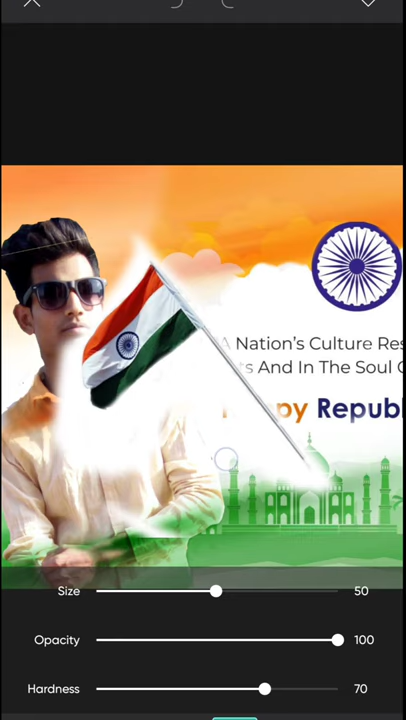 A Nation's Culture Res
ts And In The Soul
py Republ
Size 50
Opacity 100
Hardness 70